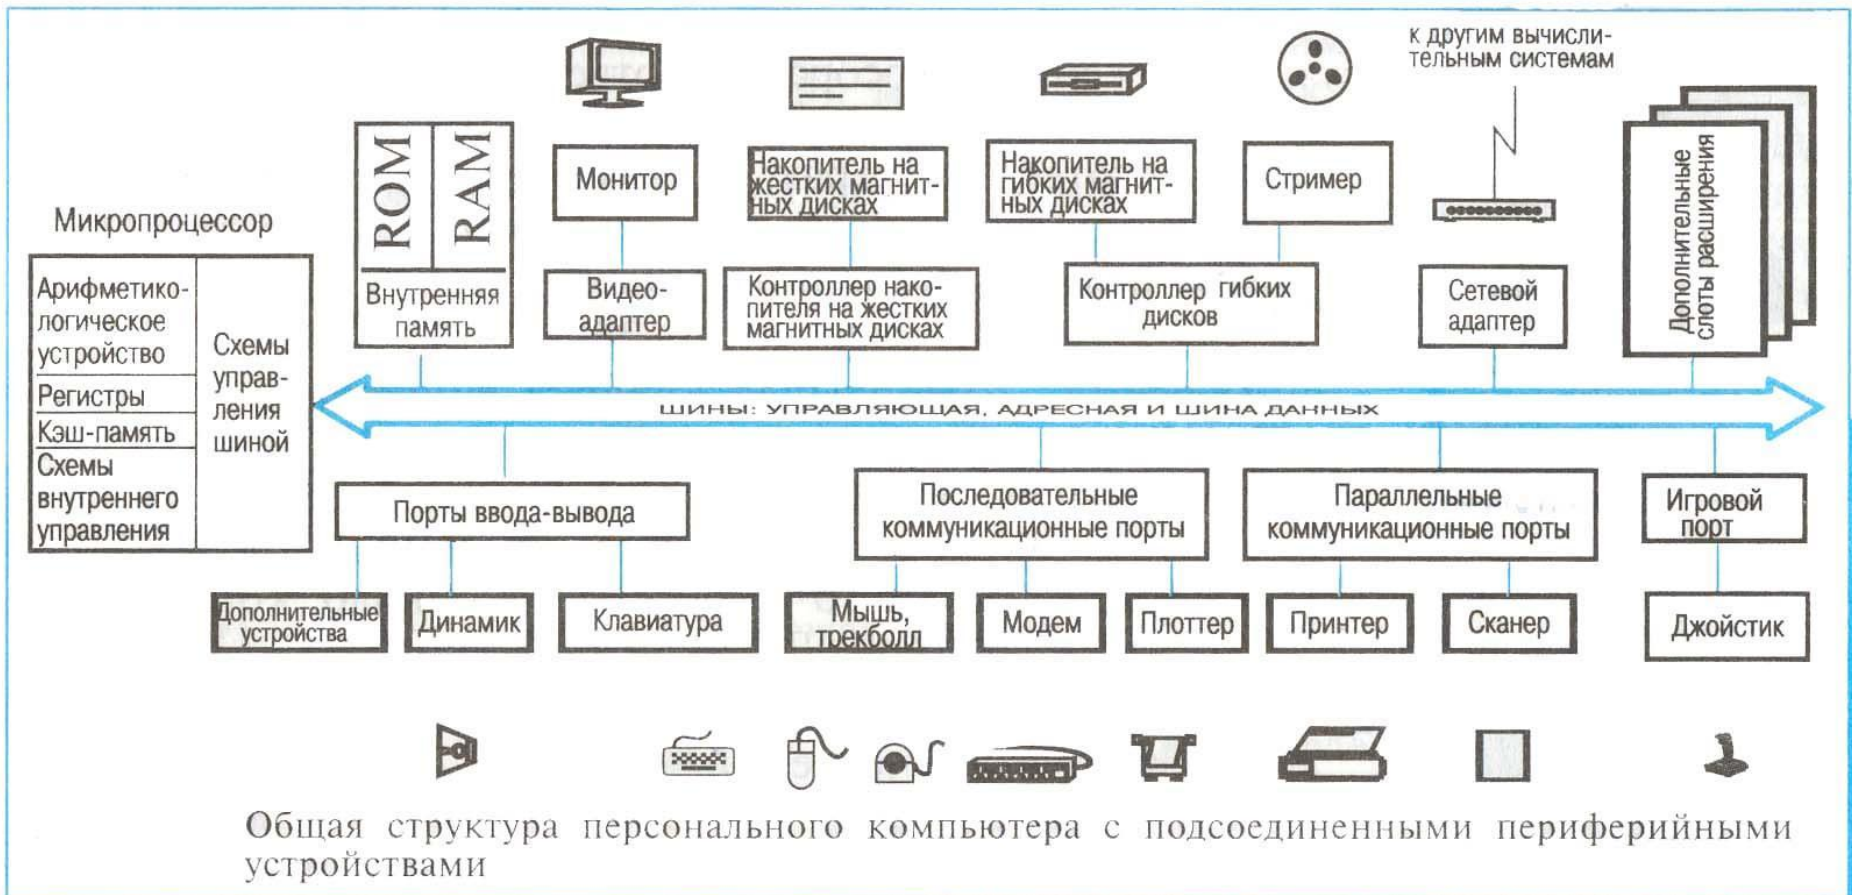 к другим вычисли-
тельным системам
ROM
RAM
Внутренняя
память
Монитор
Видео-
адаптер
Накопитель на
жестких магнит-
ных дисках
Контроллер нако-
пителя на жестких
магнитных дисках
Накопитель на
гибких магнит-
ных дисках
Стример
Контроллер гибких
дисков
Сетевой
адаптер
Дополнительные
слоты расширения
Микропроцессор
Арифметико-
логическое
устройство
Регистры
Кэш-память
Схемы
внутреннего
управления
Схемы
управ-
ления
шиной
ШИНЫ: УПРАВЛЯЮЩАЯ, АДРЕСНАЯ И ШИНА ДАННЫХ
Порты ввода-вывода
Последовательные
коммуникационные порты
Параллельные
коммуникационные порты
Игровой
порт
Дополнительные
устройства
Динамик
Клавиатура
Мышь,
трекболл
Модем
Плоттер
Принтер
Сканер
Джойстик
Общая структура персонального компьютера с подсоединенными периферийными
устройствами